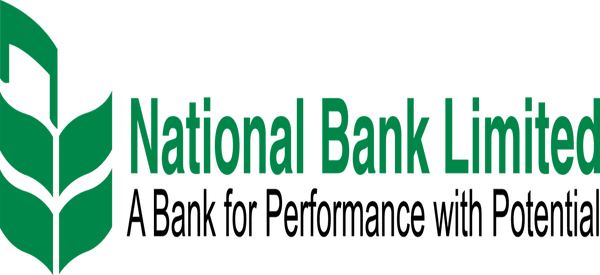 National Bank Limited
A Bank for Performance with Potential